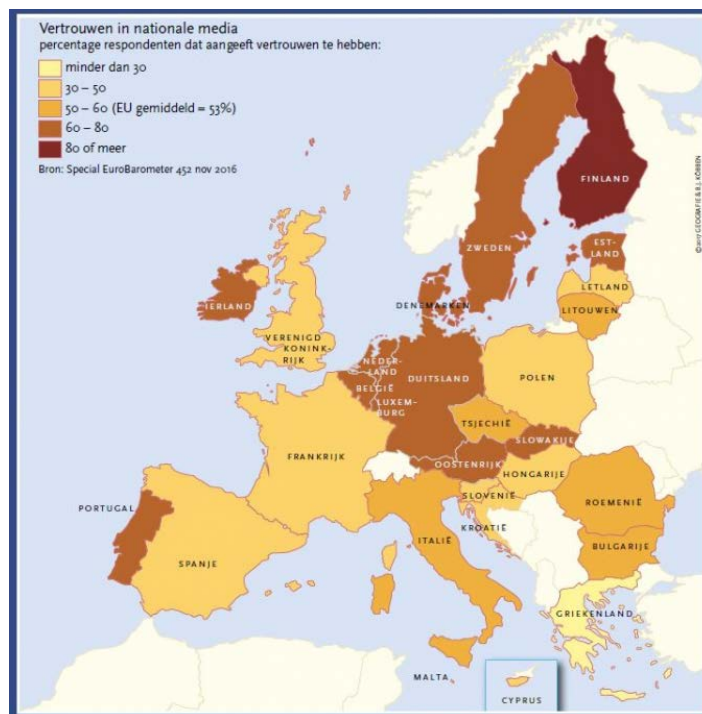 Vertrouwen in nationale media
percentage respondenten dat aangeeft vertrouwen te hebben:
minder dan 30
30 – 50
50 – 60 (EU gemiddeld = 53%)
60 – 80
80 of meer
Bron: Special EuroBarometer 452 nov 2016
©2017 GEOGRAFIE & B.J. KÖBBEN
FINLAND
ZWEDEN
EST-
LAND
LETLAND
LITOUWEN
DENEMARKEN
IERLAND
VERENIGD
KONINK-
RIJK
NEDER-
LAND
BELGIË
LUXEM-
BURG
DUITSLAND
POLEN
TSJECHIË
SLOWAKIJE
OOSTENRIJK
HONGARIJE
FRANKRIJK
SLOVENIË
KROATIË
ROEMENIË
BULGARIJE
PORTUGAL
SPANJE
ITALIË
GRIEKENLAND
MALTA
CYPRUS